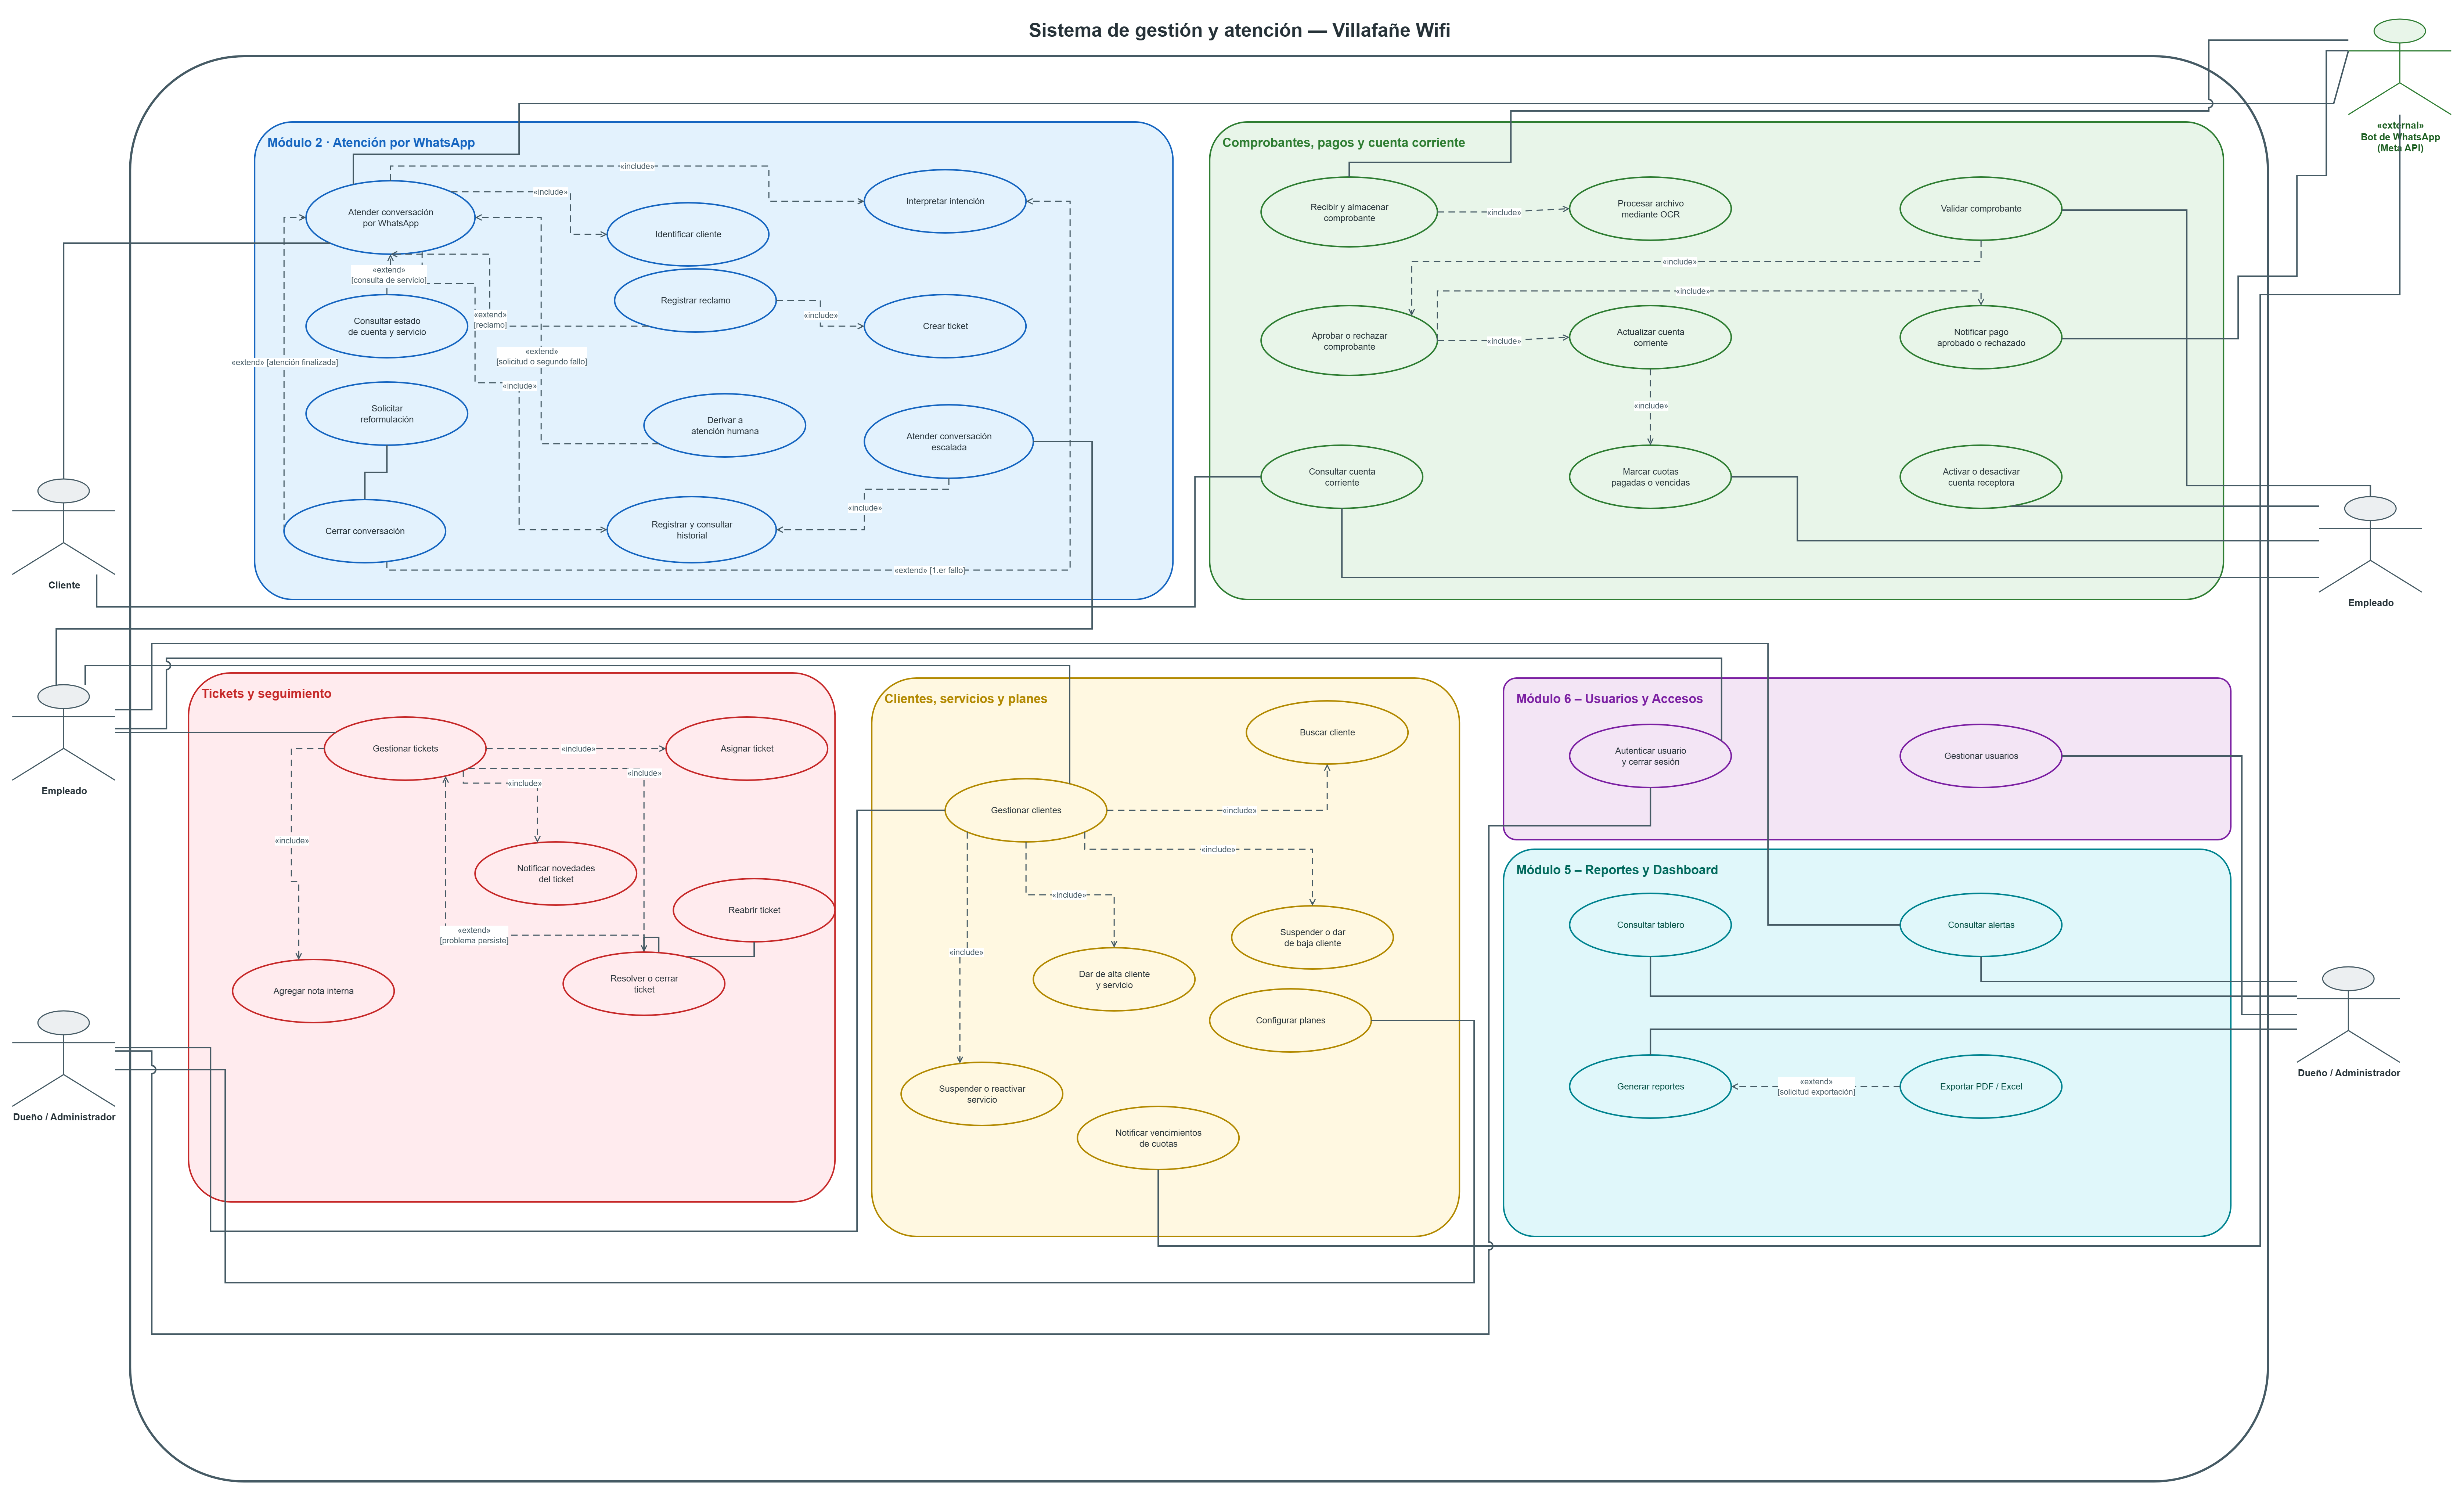 Sistema de gestión y atención — Villafañe Wifi
«external»
Bot de WhatsApp
(Meta API)
Módulo 2 · Atención por WhatsApp
«include»
«include»
Atender conversación
por WhatsApp
Identificar cliente
Interpretar intención
«extend»
[consulta de servicio]
Registrar reclamo
«include»
«extend»
[reclamo]
Consultar estado
de cuenta y servicio
Crear ticket
«extend»
[solicitud o segundo fallo]
«extend» [atención finalizada]
«include»
Solicitar
reformulación
Derivar a
atención humana
Atender conversación
escalada
«include»
Cerrar conversación
Registrar y consultar
historial
«extend» [1.er fallo]
Comprobantes, pagos y cuenta corriente
Recibir y almacenar
comprobante
«include»
Procesar archivo
mediante OCR
Validar comprobante
«include»
«include»
Aprobar o rechazar
comprobante
«include»
Actualizar cuenta
corriente
Notificar pago
aprobado o rechazado
«include»
Consultar cuenta
corriente
Marcar cuotas
pagadas o vencidas
Activar o desactivar
cuenta receptora
Cliente
Empleado
Empleado
Dueño / Administrador
Dueño / Administrador
Tickets y seguimiento
Gestionar tickets
«include»
Asignar ticket
«include»
«include»
«include»
Notificar novedades
del ticket
Reabrir ticket
«extend»
[problema persiste]
Agregar nota interna
Resolver o cerrar
ticket
Clientes, servicios y planes
Buscar cliente
Gestionar clientes
«include»
«include»
«include»
«include»
Suspender o dar
de baja cliente
Dar de alta cliente
y servicio
Configurar planes
Suspender o reactivar
servicio
Notificar vencimientos
de cuotas
Módulo 6 – Usuarios y Accesos
Autenticar usuario
y cerrar sesión
Gestionar usuarios
Módulo 5 – Reportes y Dashboard
Consultar tablero
Consultar alertas
Generar reportes
«extend»
[solicitud exportación]
Exportar PDF / Excel